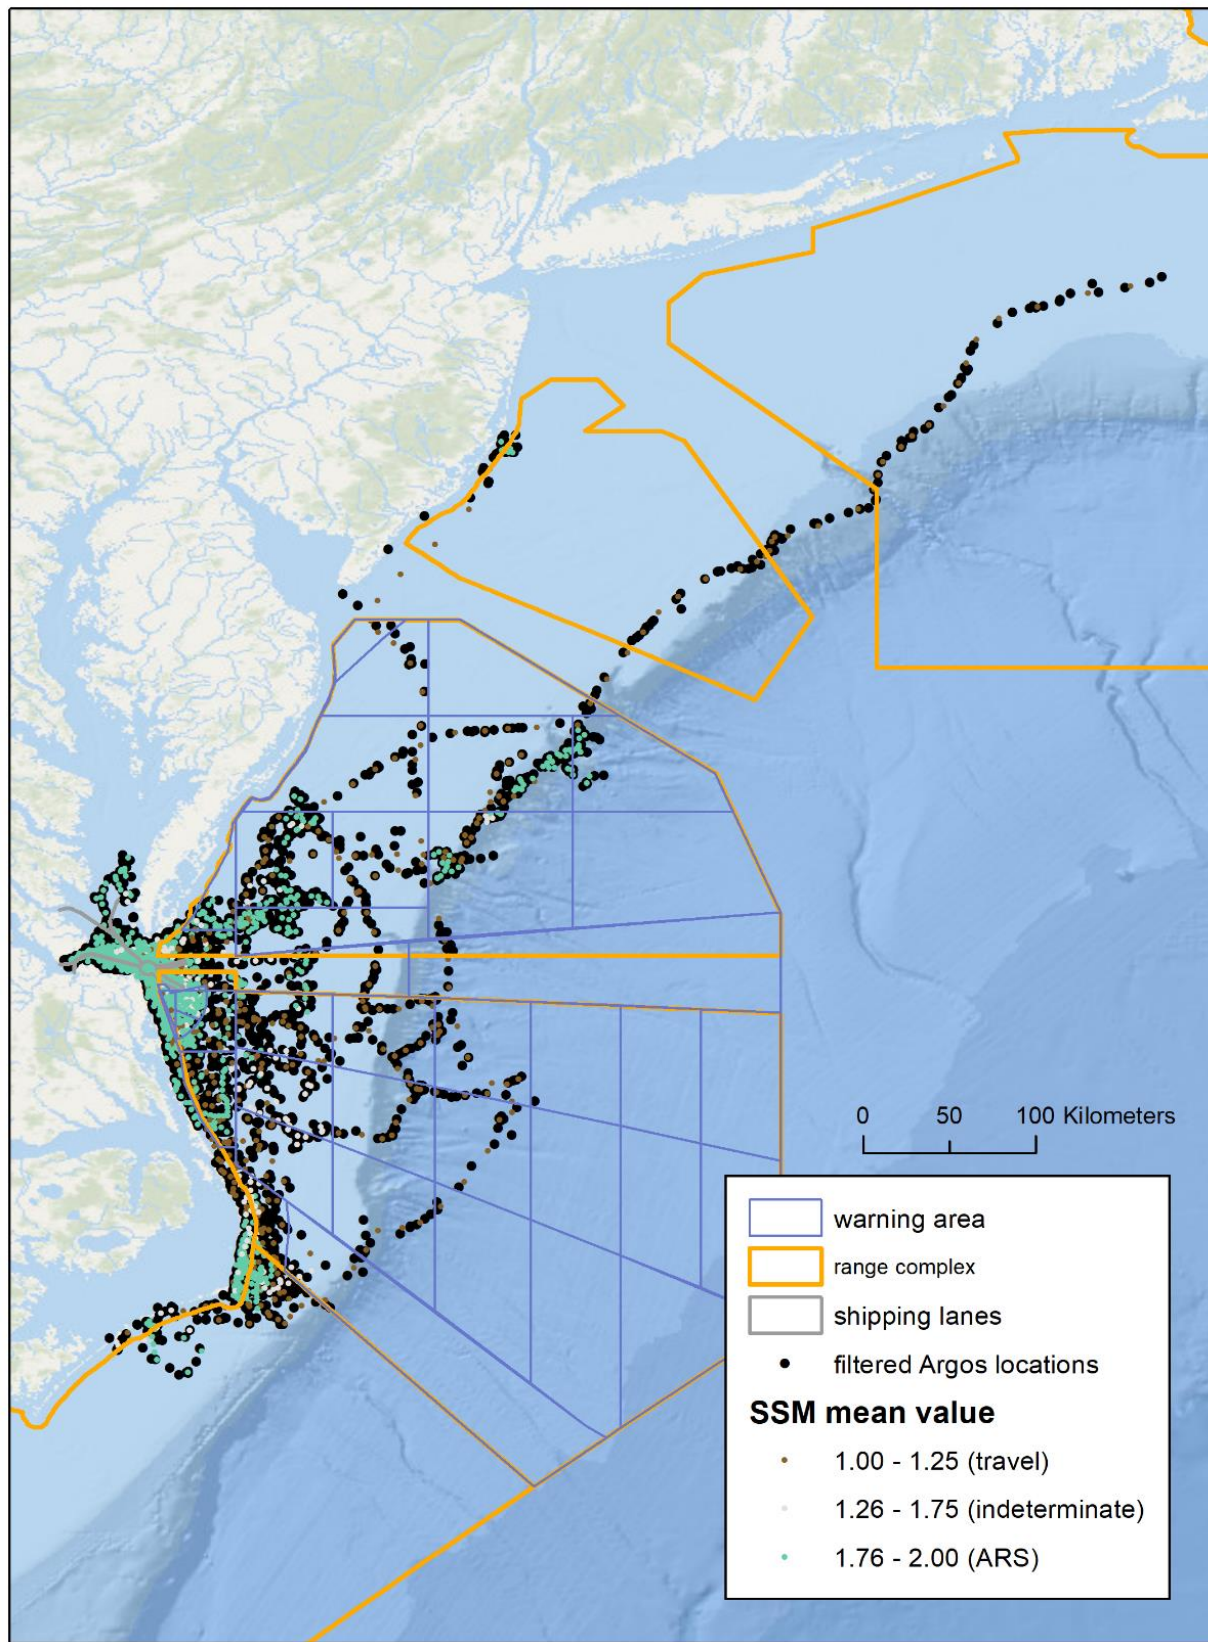 0 50 100 Kilometers
warning area
range complex
shipping lanes
filtered Argos locations
SSM mean value
1.00 - 1.25 (travel)
1.26 - 1.75 (indeterminate)
1.76 - 2.00 (ARS)